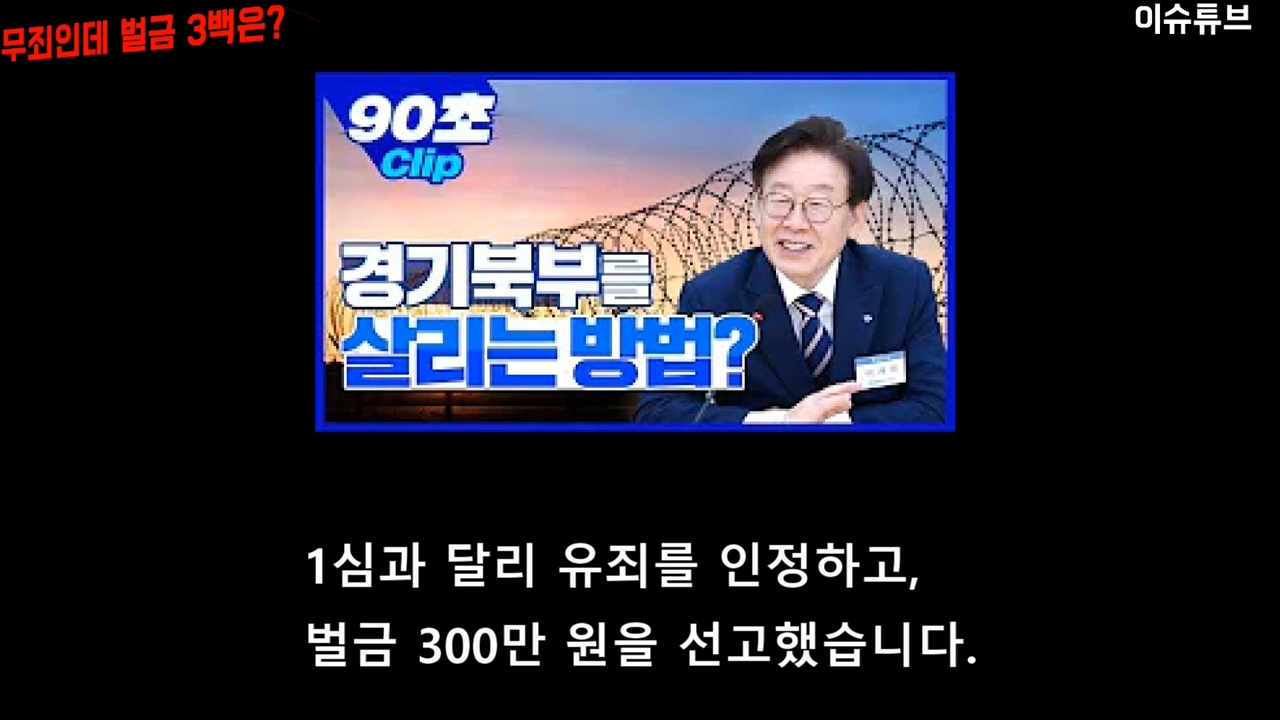 무죄인데 벌금 3백은?
이슈튜브
90초
Clip
경기북부를
살리는 방법?
1심과 달리 유죄를 인정하고,
벌금 300만 원을 선고했습니다.